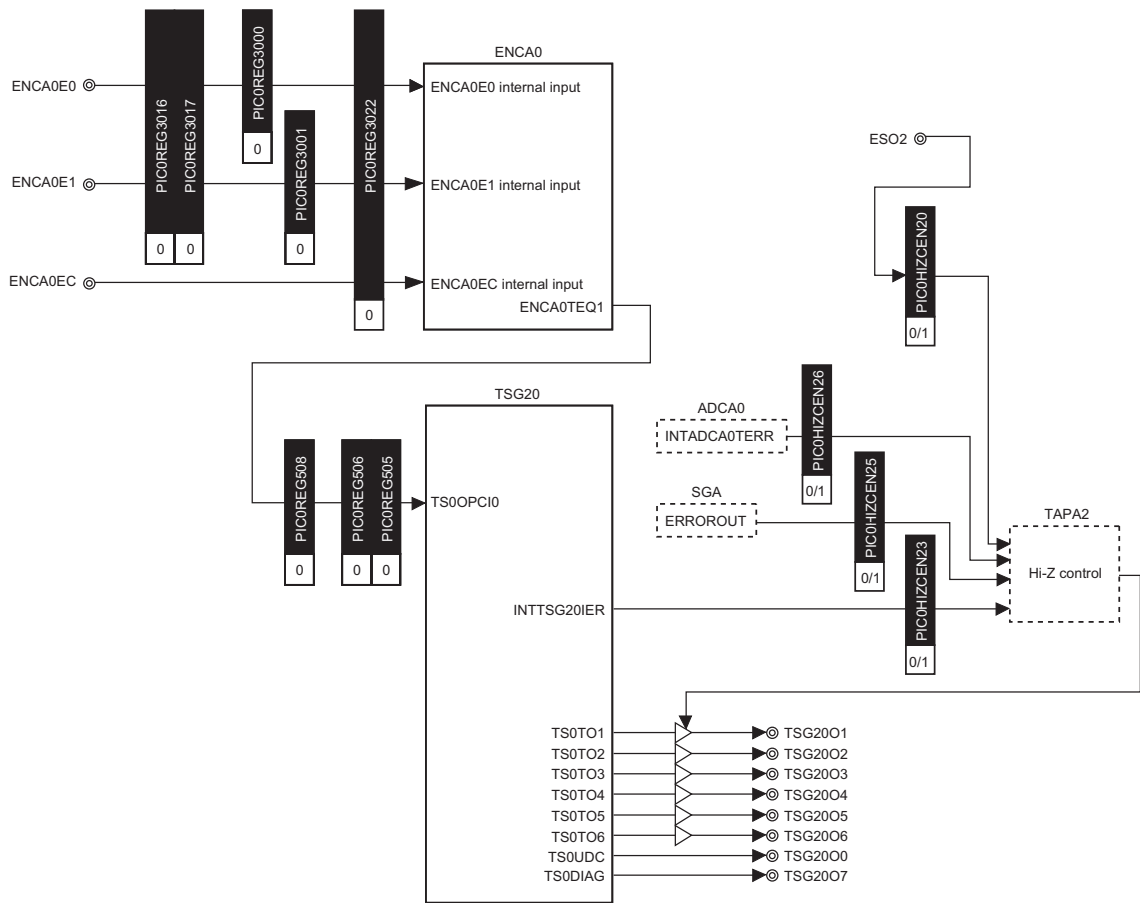 ENCA0
ENCA0E0
PIC0REG3016
0
PIC0REG3017
0
PIC0REG3000
0
PIC0REG3001
0
PIC0REG3022
0
ENCA0E0 internal input
ENCA0E1
ENCA0E1 internal input
ENCA0EC
ENCA0EC internal input
ENCA0TEQ1
ESO2
PIC0HIZCEN20
0/1
TSG20
ADCA0
INTADCA0TERR
PIC0HIZCEN26
0/1
SGA
ERROROUT
PIC0HIZCEN25
0/1
PIC0HIZCEN23
0/1
TAPA2
Hi-Z control
PIC0REG508
0
PIC0REG506
0
PIC0REG505
0
TS0OPCI0
INTTSG20IER
TS0TO1
TSG20O1
TS0TO2
TSG20O2
TS0TO3
TSG20O3
TS0TO4
TSG20O4
TS0TO5
TSG20O5
TS0TO6
TSG20O6
TS0UDC
TSG20O0
TS0DIAG
TSG20O7